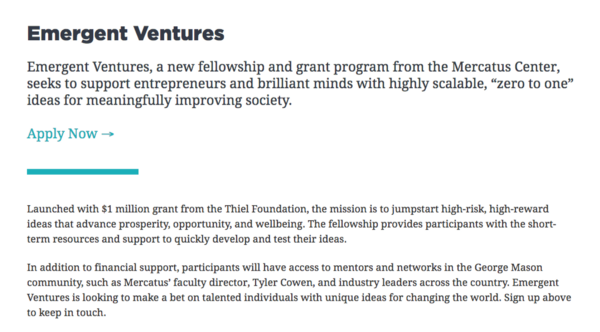 Emergent Ventures
Emergent Ventures, a new fellowship and grant program from the Mercatus Center,
seeks to support entrepreneurs and brilliant minds with highly scalable, “zero to one”
ideas for meaningfully improving society.
Apply Now →
Launched with $1 million grant from the Thiel Foundation, the mission is to jumpstart high-risk, high-reward
ideas that advance prosperity, opportunity, and wellbeing. The fellowship provides participants with the short-
term resources and support to quickly develop and test their ideas.
In addition to financial support, participants will have access to mentors and networks in the George Mason
community, such as Mercatus’ faculty director, Tyler Cowen, and industry leaders across the country. Emergent
Ventures is looking to make a bet on talented individuals with unique ideas for changing the world. Sign up above
to keep in touch.